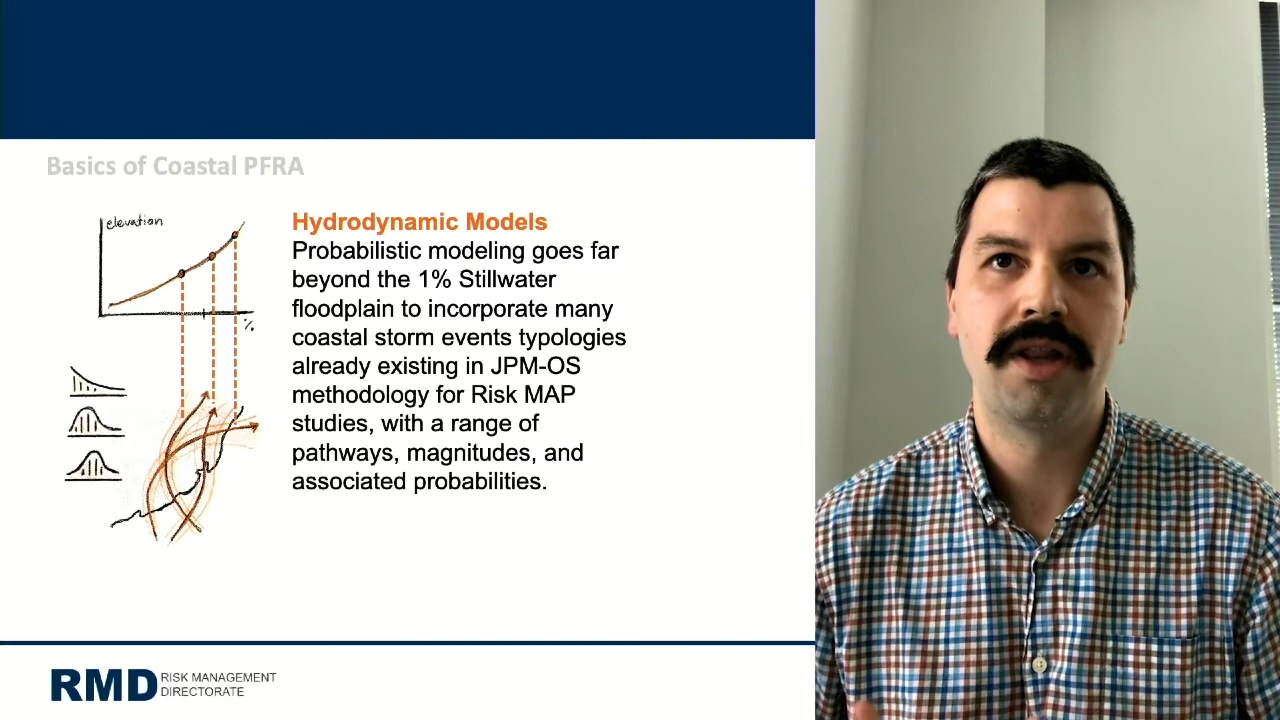 Basics of Coastal PFRA
elevation
%
Hydrodynamic Models
Probabilistic modeling goes far
beyond the 1% Stillwater
floodplain to incorporate many
coastal storm events typologies
already existing in JPM-OS
methodology for Risk MAP
studies, with a range of
pathways, magnitudes, and
associated probabilities.
RMD RISK MANAGEMENT
DIRECTORATE